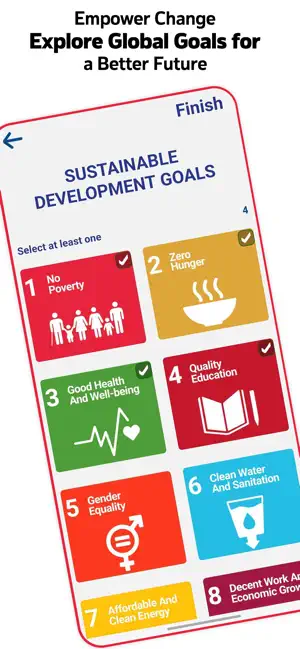 Empower Change
Explore Global Goals for
a Better Future
Finish
SUSTAINABLE
DEVELOPMENT GOALS
4
Select at least one
1 No
Poverty
2 Zero
Hunger
3 Good Health
And Well-being
4 Quality
Education
5 Gender
Equality
6 Clean Water
And Sanitation
7 Affordable And
Clean Energy
8 Decent Work
Economic